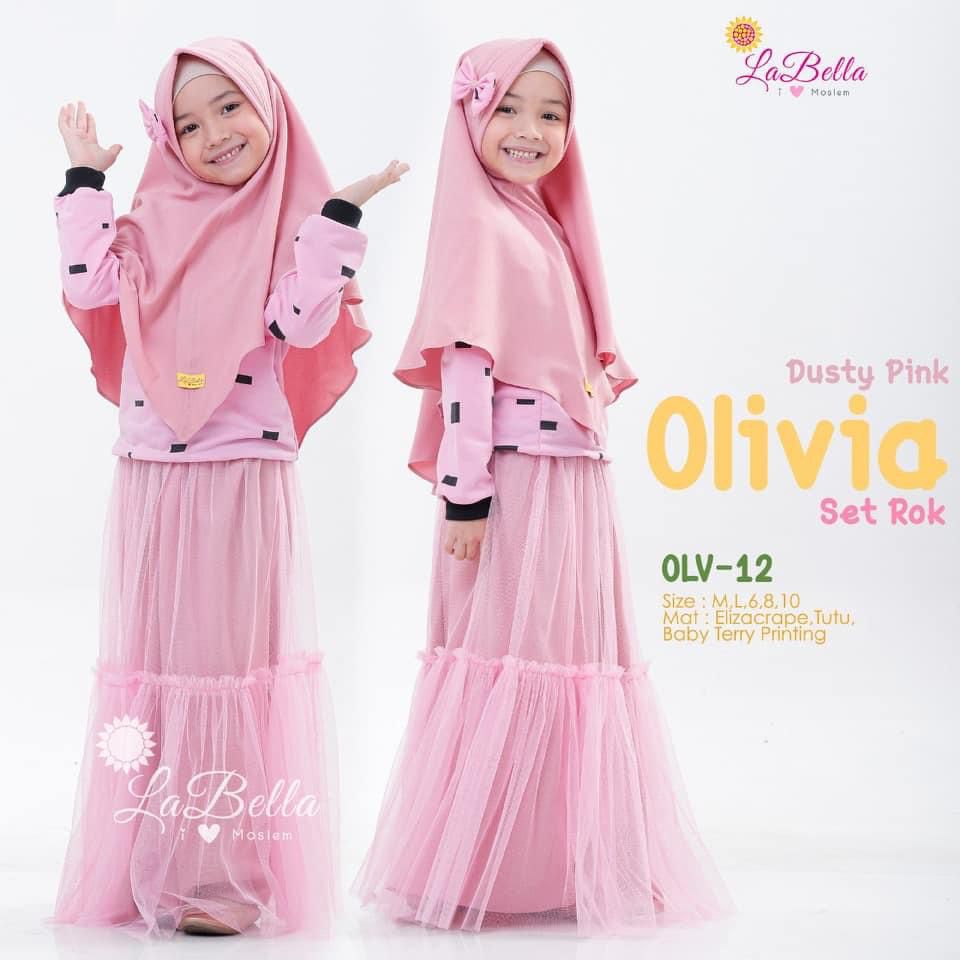 LaBella
i Moslem
Dusty Pink
Olivia
Set Rok
OLV-12
Size : M,L,6,8,10
Mat : Elizacrape,Tutu,
Baby Terry Printing
LaBella
LaBella
i Moslem